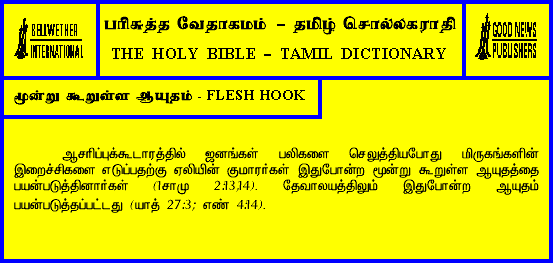 BELLWETHER
INTERNATIONAL
பரிசுத்த வேதாகமம் – தமிழ் சொல்லகராதி
THE HOLY BIBLE – TAMIL DICTIONARY
GOOD NEWS
PUBLISHERS
மூன்று கூறுள்ள ஆயுதம் - FLESH HOOK
ஆசரிப்புக்கூடாரத்தில் ஜனங்கள் பலிகளை செலுத்தியபோது மிருகங்களின்
இறைச்சிகளை எடுப்பதற்கு ஏலியின் குமாரர்கள் இதுபோன்ற மூன்று கூறுள்ள ஆயுதத்தை
பயன்படுத்தினார்கள் (1சாமு 2:13,14). தேவாலயத்திலும் இதுபோன்ற ஆயுதம்
பயன்படுத்தப்பட்டது (யாத் 27:3; எண் 4:14).